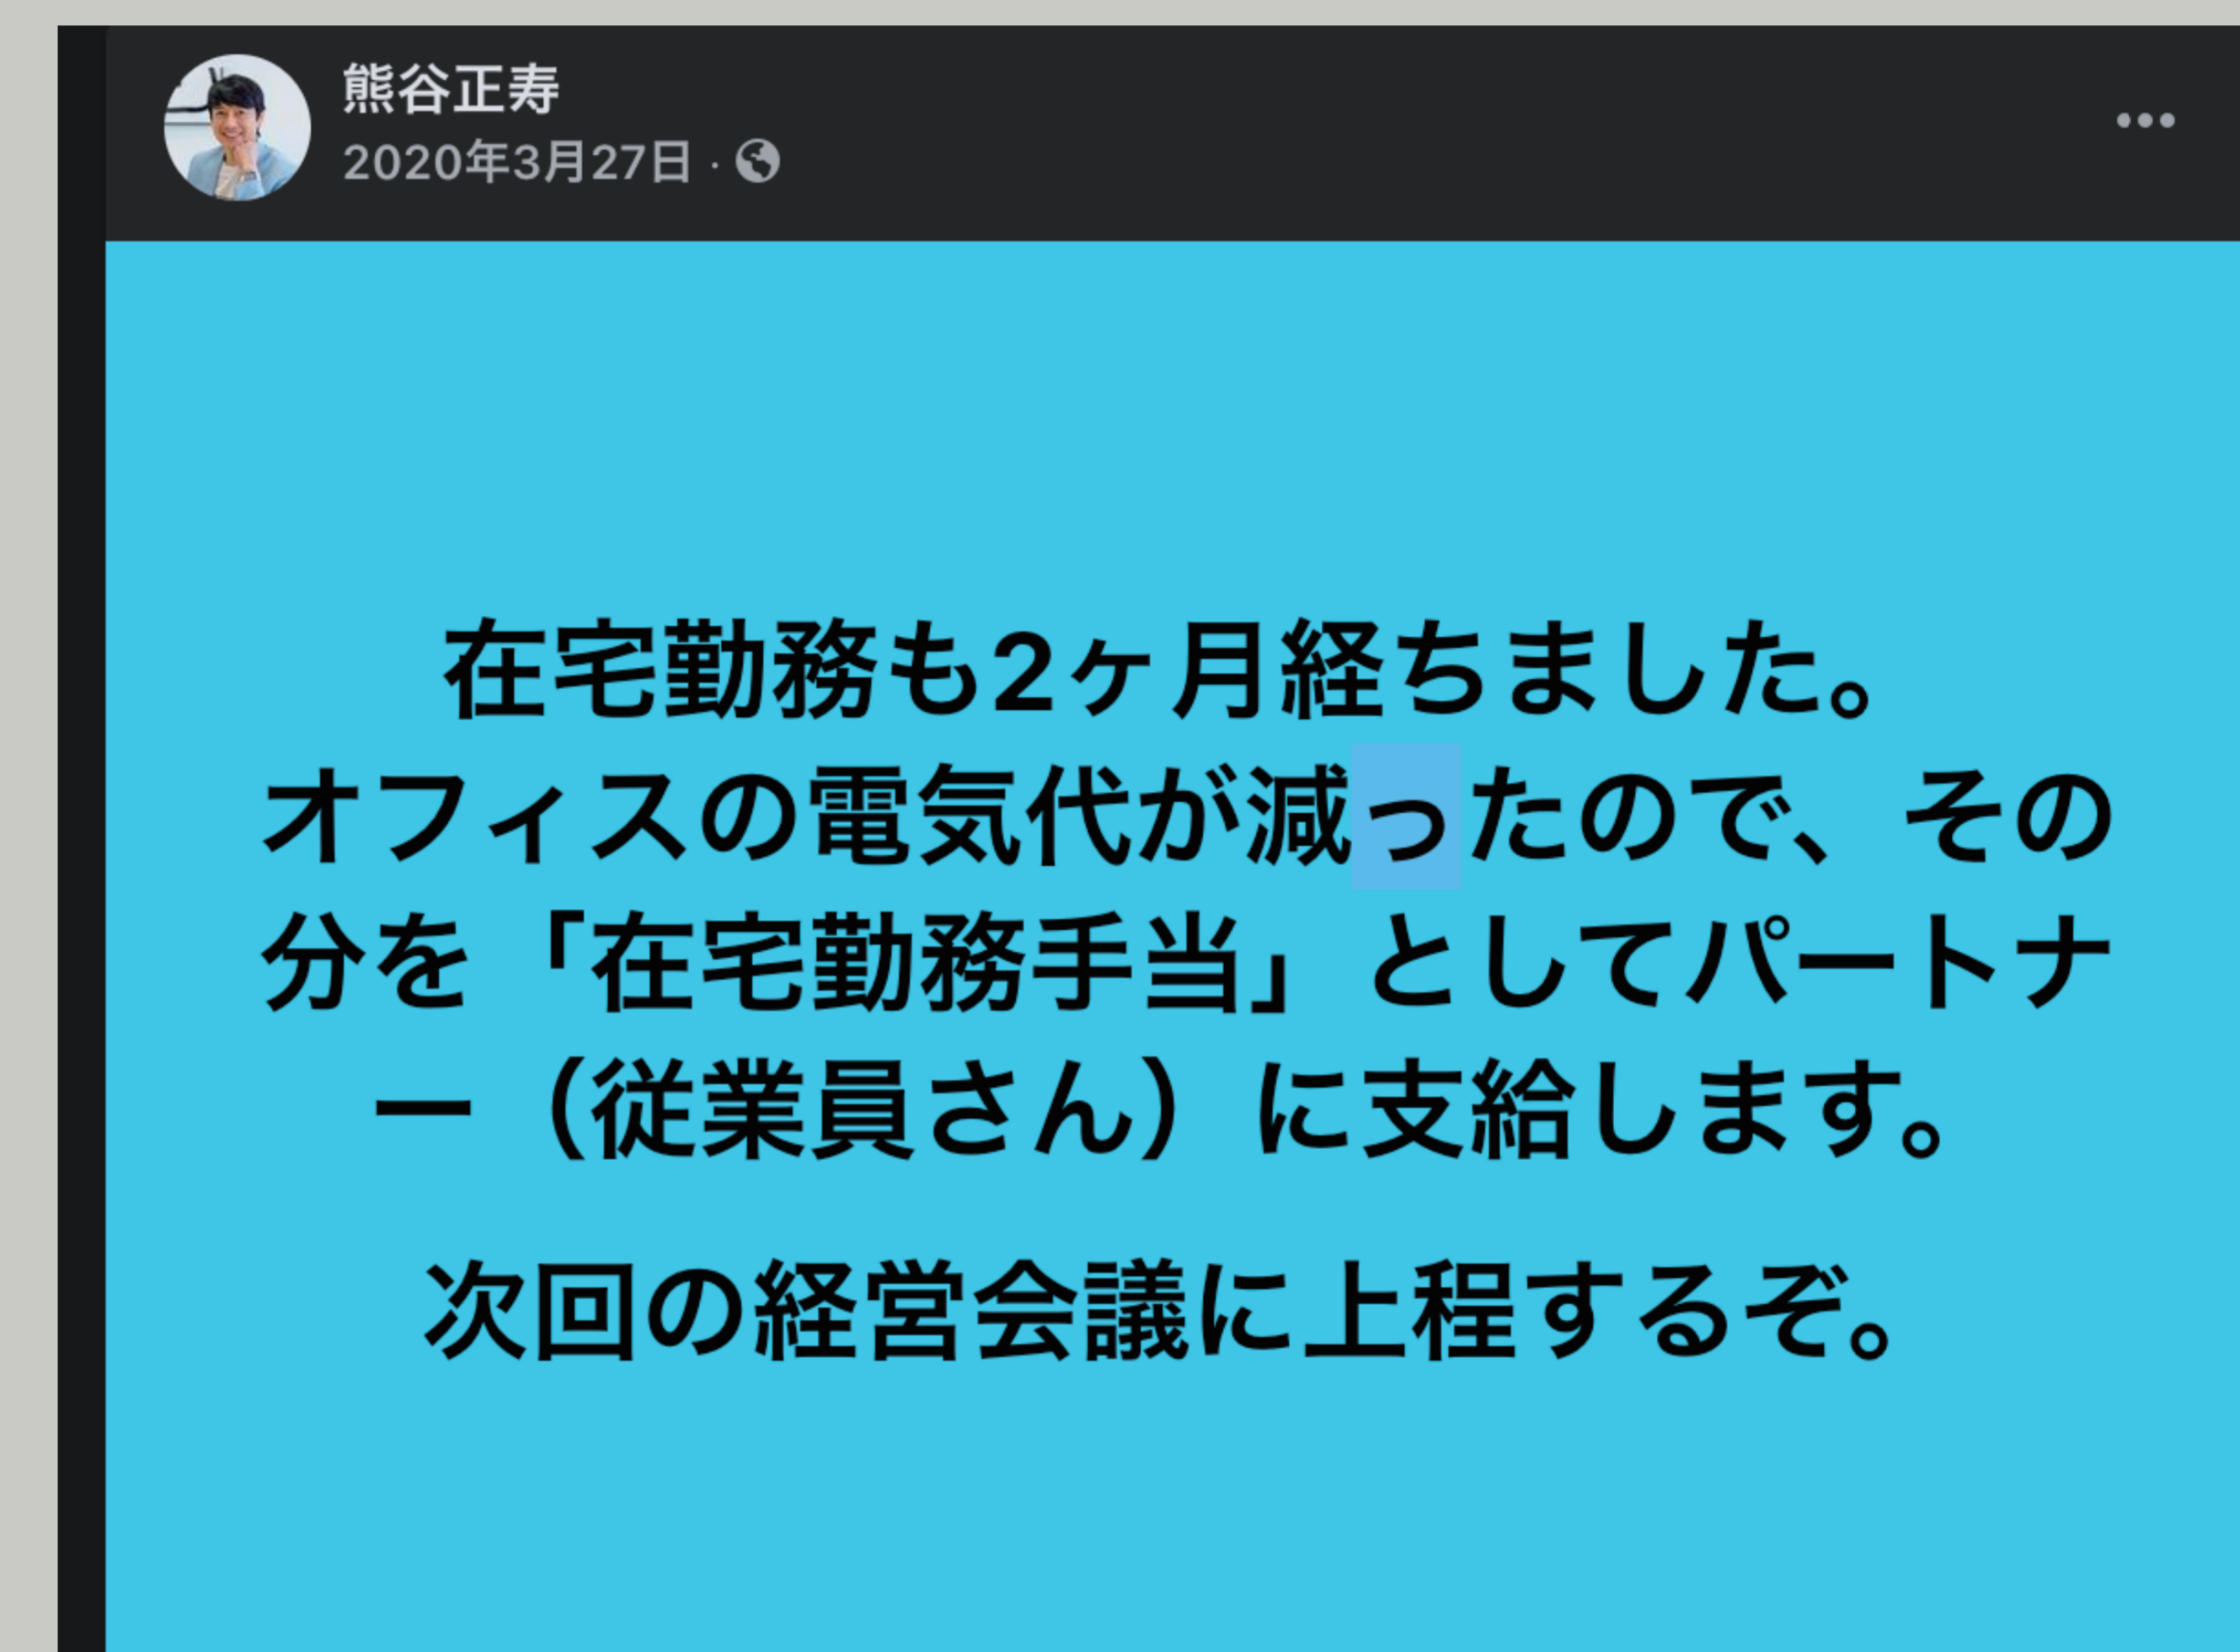 熊谷正寿
2020年3月27日 ·
在宅勤務も2ヶ月経ちました。
オフィスの電気代が減ったので、その
分を「在宅勤務手当」としてパートナ
ー（従業員さん）に支給します。
次回の経営会議に上程するぞ。